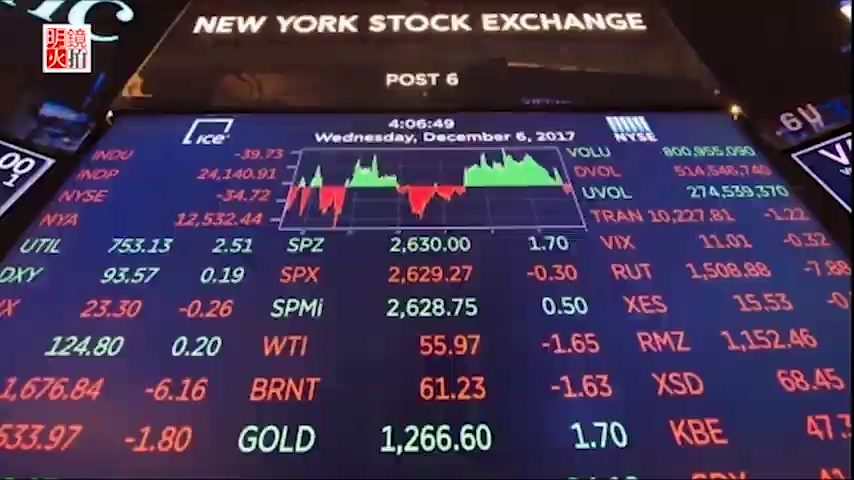 明鏡
火拍
NEW YORK STOCK EXCHANGE
POST 6
4:06:49
Wednesday, December 6, 2017
ice
NYSE
INDU -39.73 VOLU 800,955,090
INDP 24,140.91 DVOL 514,546,740
NYSE -34.72 UVOL 274,539,370
NYA 12,532.44 TRAN 10,227.81 -1.22
UTIL 753.13 2.51 SPZ 2,630.00 1.70 VIX 11.01 -0.32
DXY 93.57 0.19 SPX 2,629.27 -0.30 RUT 1,508.88 -7.88
23.30 -0.26 SPMi 2,628.75 0.50 XES 15.53
124.80 0.20 WTI 55.97 -1.65 RMZ 1,152.46
1,676.84 -6.16 BRNT 61.23 -1.63 XSD 68.45
533.97 -1.80 GOLD 1,266.60 1.70 KBE 47.3